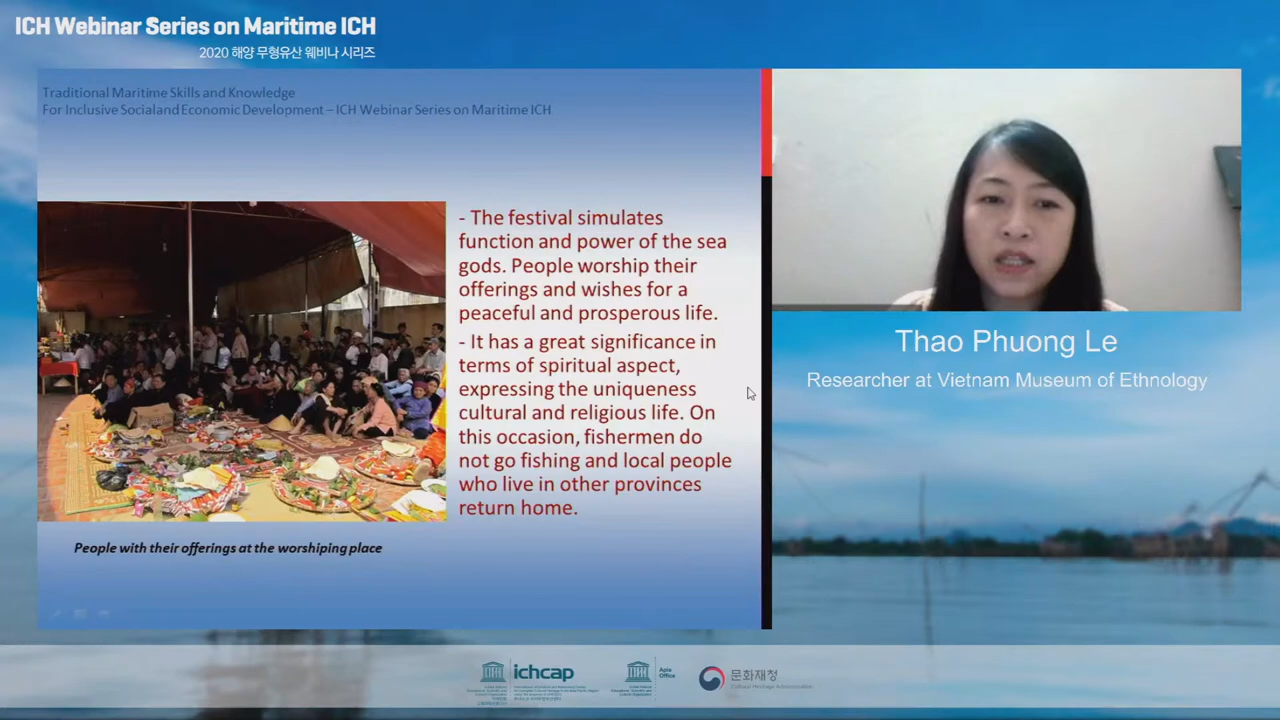 ICH Webinar Series on Maritime ICH
2020 해양 무형유산 웨비나 시리즈
Traditional Maritime Skills and Knowledge
For Inclusive Socialand Economic Development – ICH Webinar Series on Maritime ICH
- The festival simulates
function and power of the sea
gods. People worship their
offerings and wishes for a
peaceful and prosperous life.
- It has a great significance in
terms of spiritual aspect,
expressing the uniqueness
cultural and religious life. On
this occasion, fishermen do
not go fishing and local people
who live in other provinces
return home.
People with their offerings at the worshiping place
Thao Phuong Le
Researcher at Vietnam Museum of Ethnology
ichcap
Office
문화재청
Cultural Heritage Administration